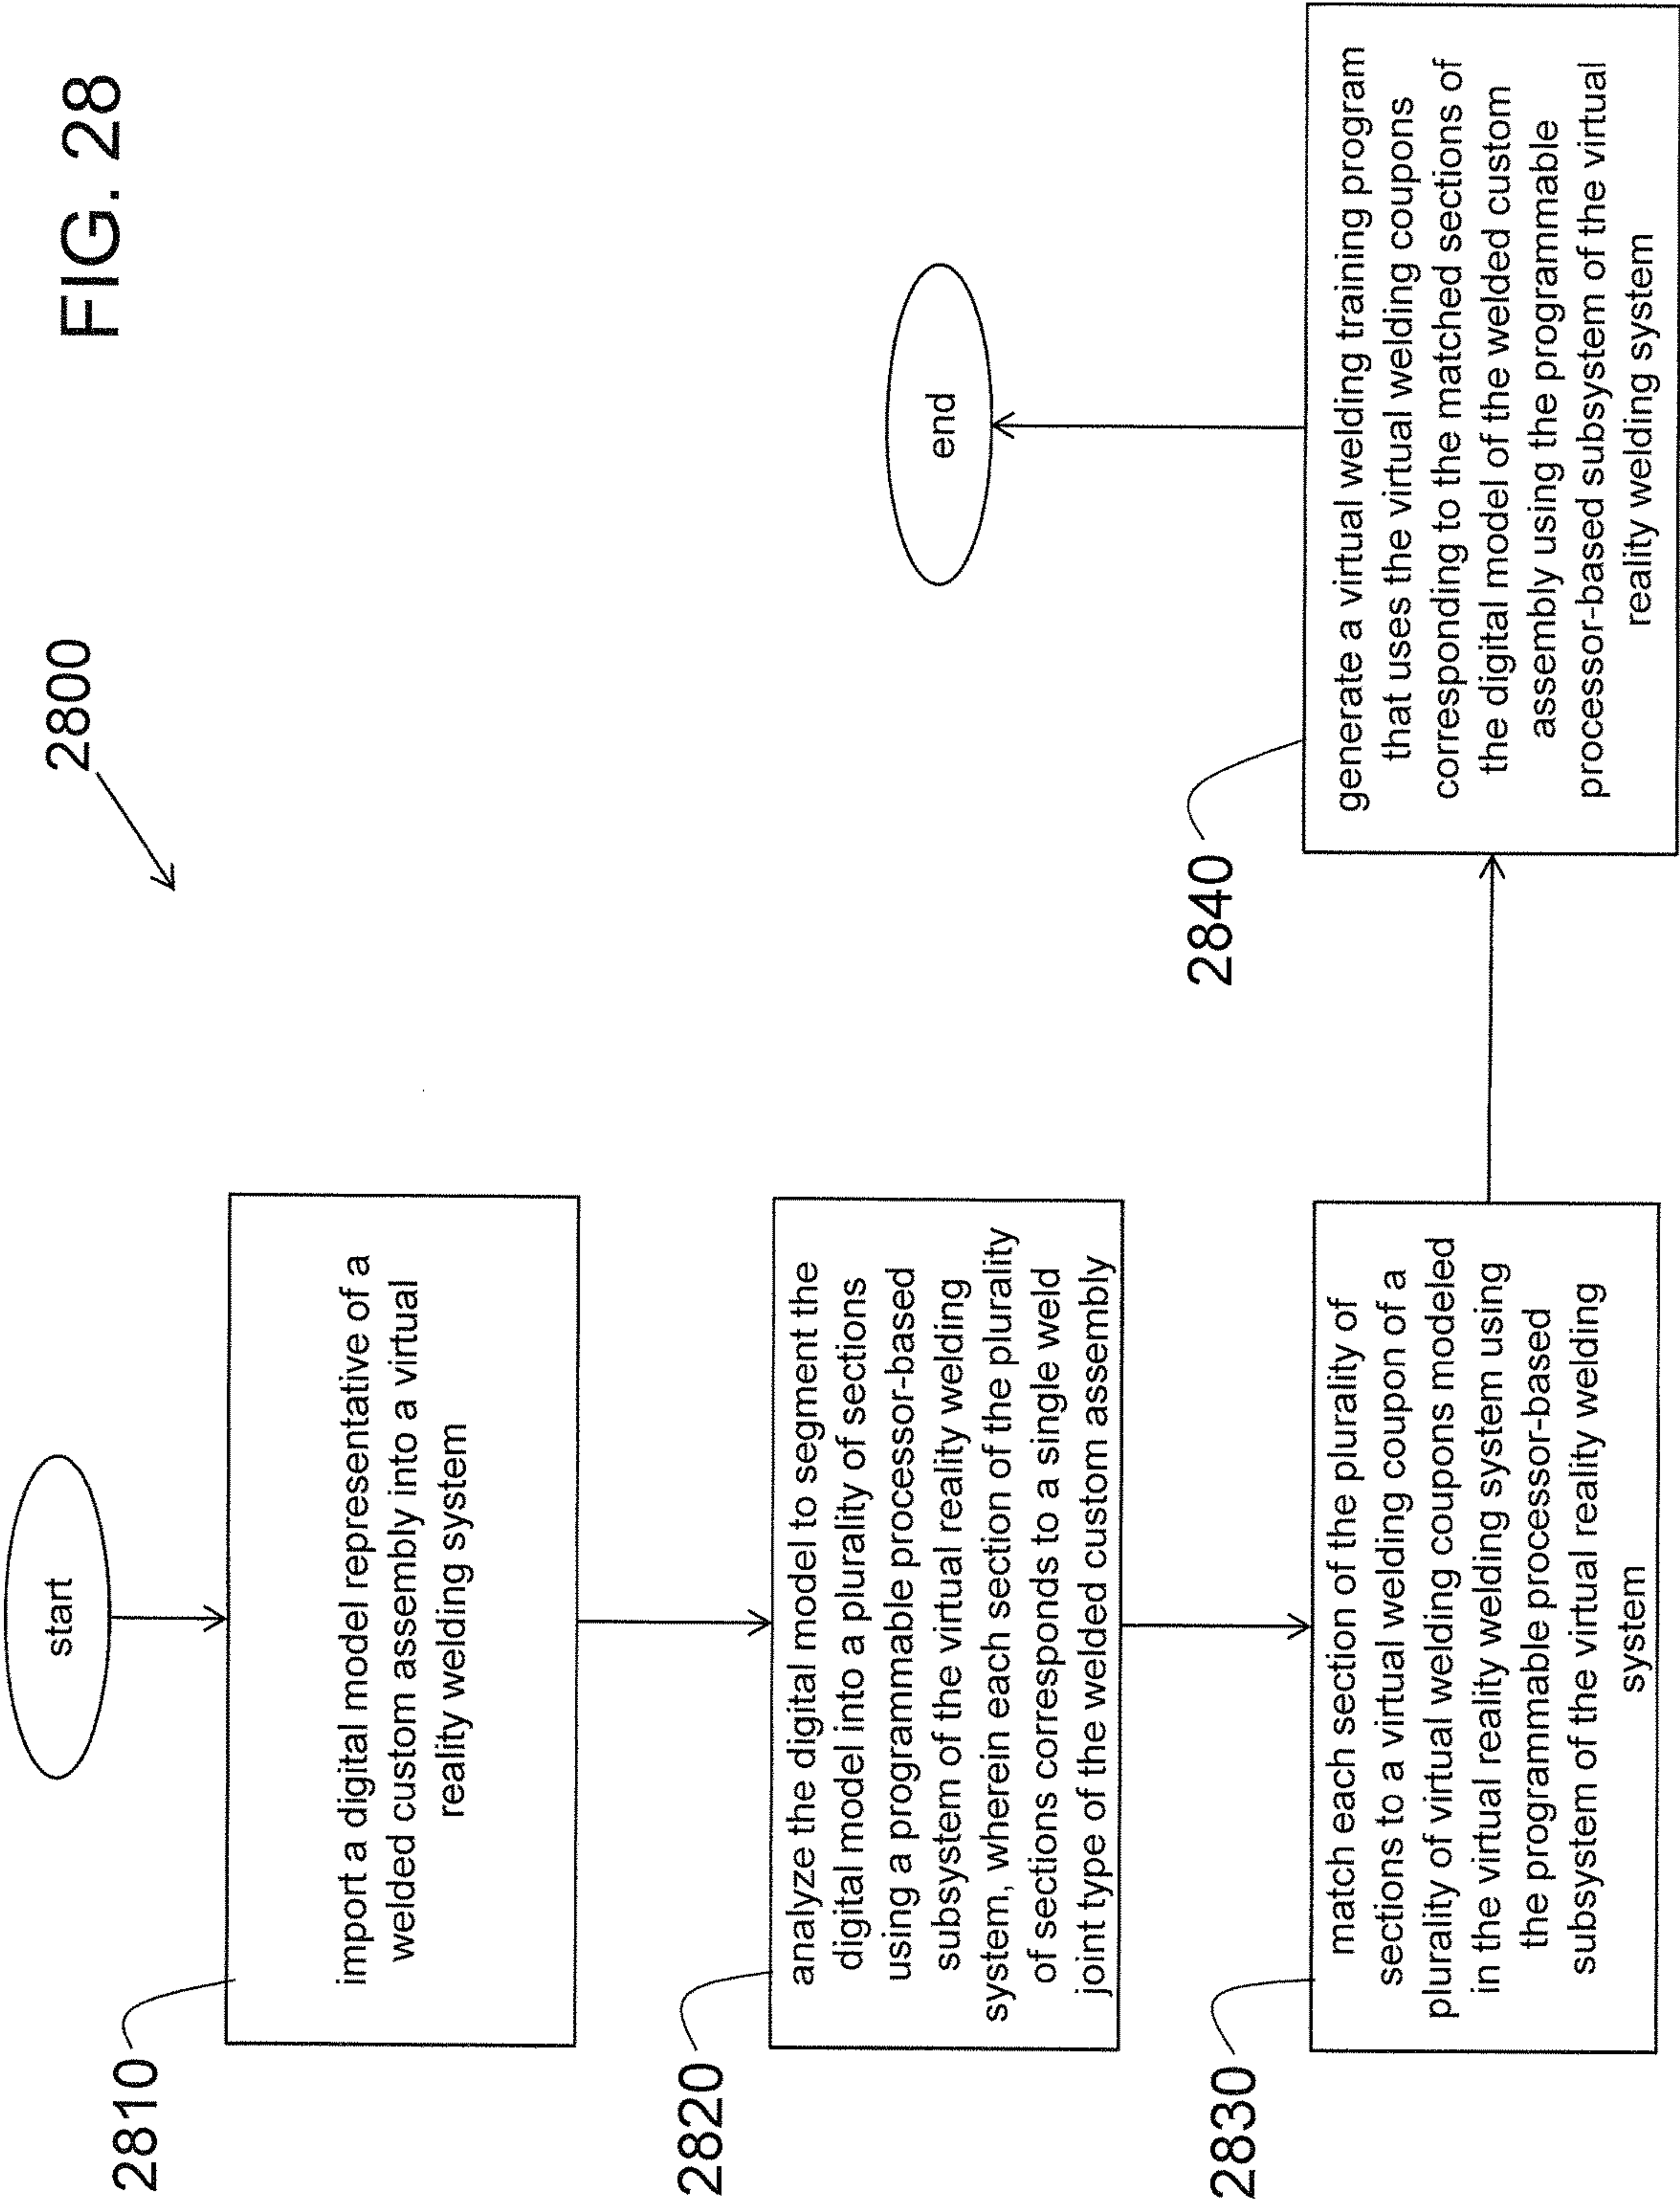 FIG. 28
2800
start
2810
import a digital model representative of a
welded custom assembly into a virtual
reality welding system
2820
analyze the digital model to segment the
digital model into a plurality of sections
using a programmable processor-based
subsystem of the virtual reality welding
system, wherein each section of the plurality
of sections corresponds to a single weld
joint type of the welded custom assembly
2830
match each section of the plurality of
sections to a virtual welding coupon of a
plurality of virtual welding coupons modeled
in the virtual reality welding system using
the programmable processor-based
subsystem of the virtual reality welding
system
2840
generate a virtual welding training program
that uses the virtual welding coupons
corresponding to the matched sections of
the digital model of the welded custom
assembly using the programmable
processor-based subsystem of the virtual
reality welding system
end